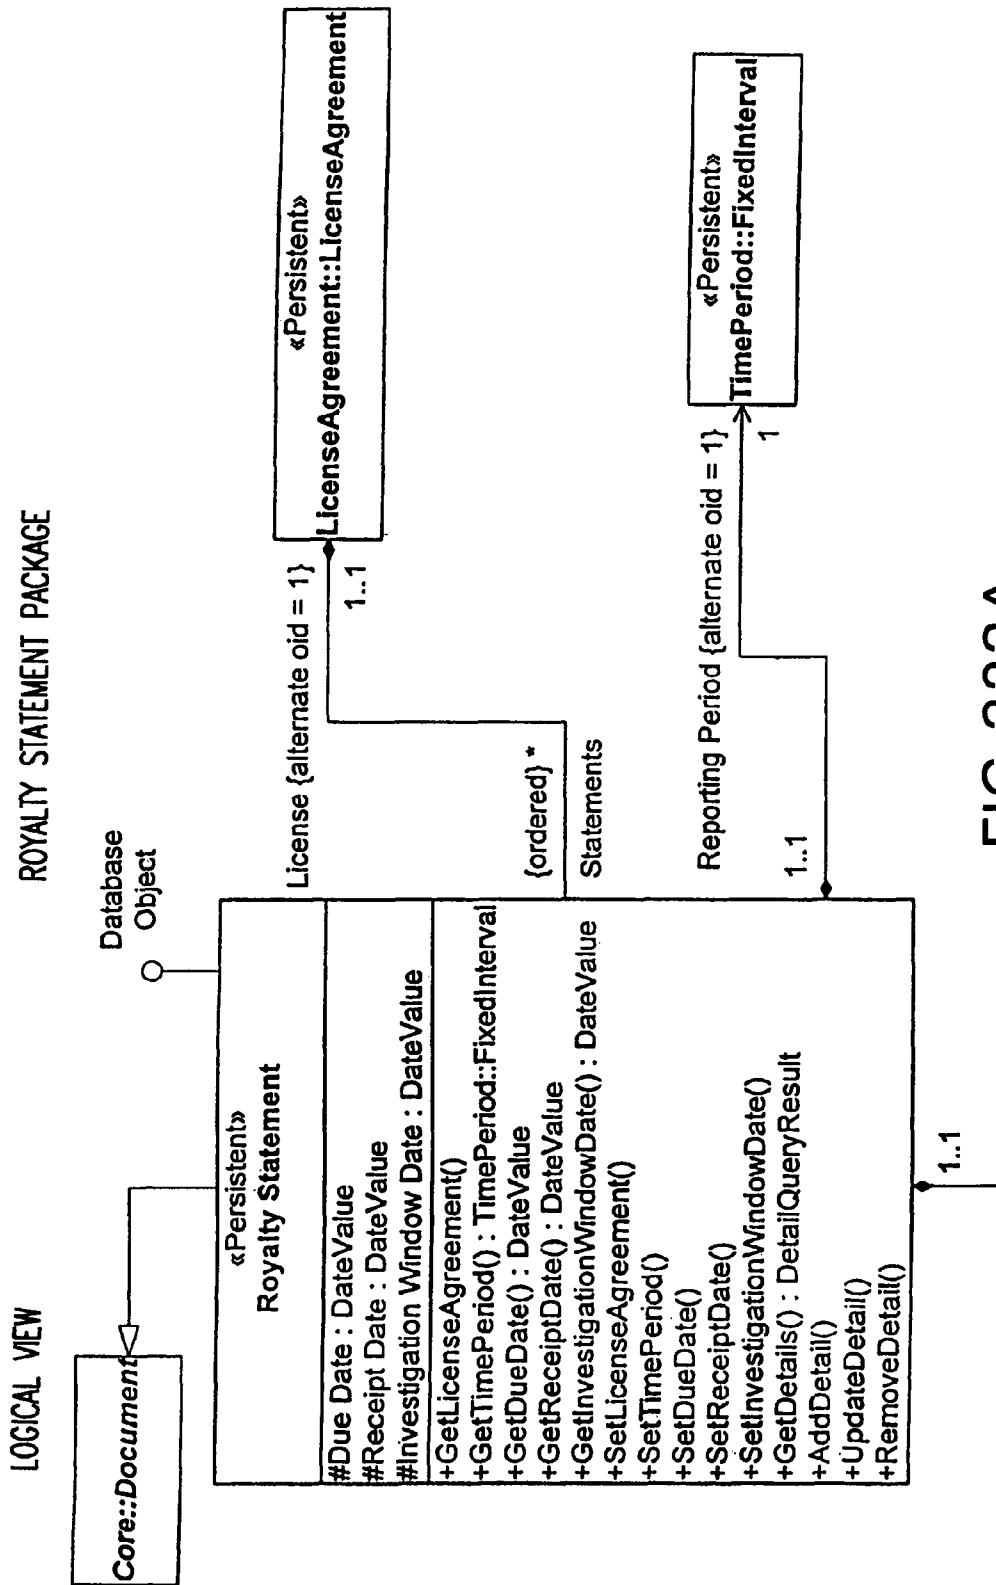 LOGICAL VIEW
ROYALTY STATEMENT PACKAGE
Core::Document
Database
Object
«Persistent»
Royalty Statement
#Due Date : DateValue
#Receipt Date : DateValue
#Investigation Window Date : DateValue
+GetLicenseAgreement()
+GetTimePeriod() : TimePeriod::FixedInterval
+GetDueDate() : DateValue
+GetReceiptDate() : DateValue
+GetInvestigationWindowDate() : DateValue
+SetLicenseAgreement()
+SetTimePeriod()
+SetDueDate()
+SetReceiptDate()
+SetInvestigationWindowDate()
+GetDetails() : DetailQueryResult
+AddDetail()
+UpdateDetail()
+RemoveDetail()
License {alternate oid = 1}
1..1
{ordered} *
Statements
«Persistent»
LicenseAgreement::LicenseAgreement
Reporting Period {alternate oid = 1}
1..1
1
«Persistent»
TimePeriod::FixedInterval
1..1